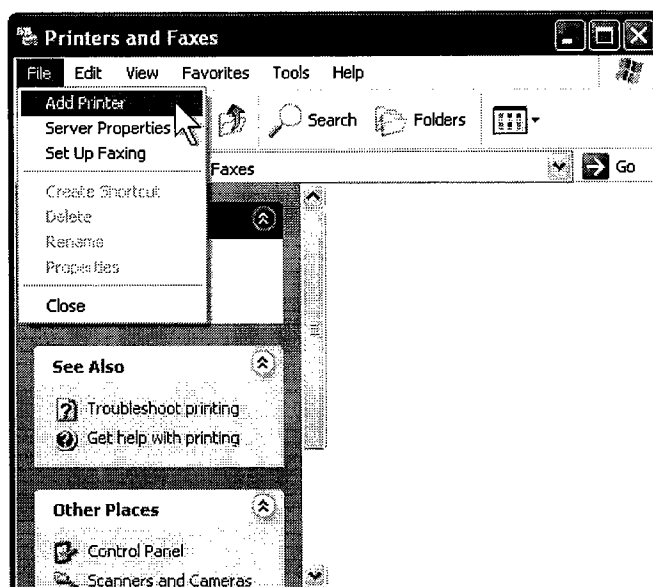 Printers and Faxes
File Edit View Favorites Tools Help
Add Printer
Server Properties
Set Up Faxing
Create Shortcut
Delete
Rename
Properties
Close
Search Folders
Faxes Go
See Also
Troubleshoot printing
Get help with printing
Other Places
Control Panel
Scanners and Cameras